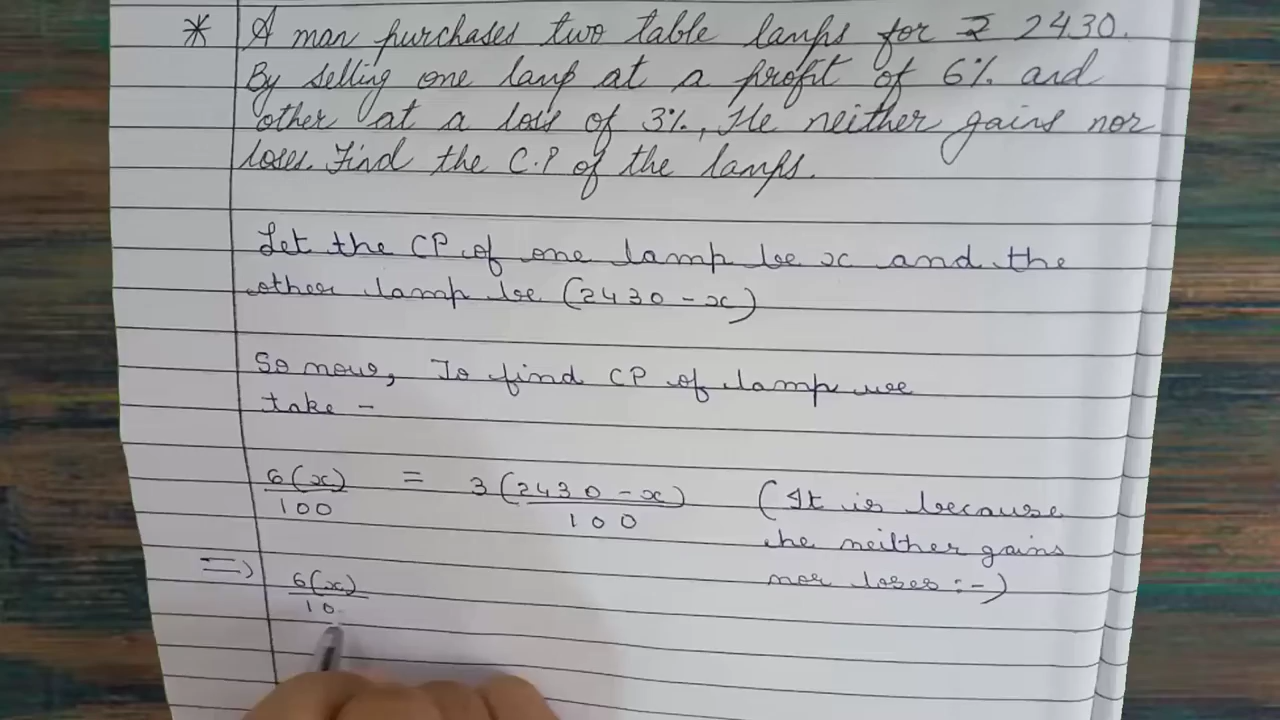 * A man purchases two table lamps for ₹ 2430.
By selling one lamp at a profit of 6% and
other at a loss of 3%, He neither gains nor
loses. Find the C.P of the lamps.
Let the CP of one lamp be x and the
other lamp be (2430 - x)
So now, To find CP of lamp we
take -
6(x)/100 = 3(2430 - x)/100 (It is because
he neither gains
nor loses :-)
=> 6(x)/10